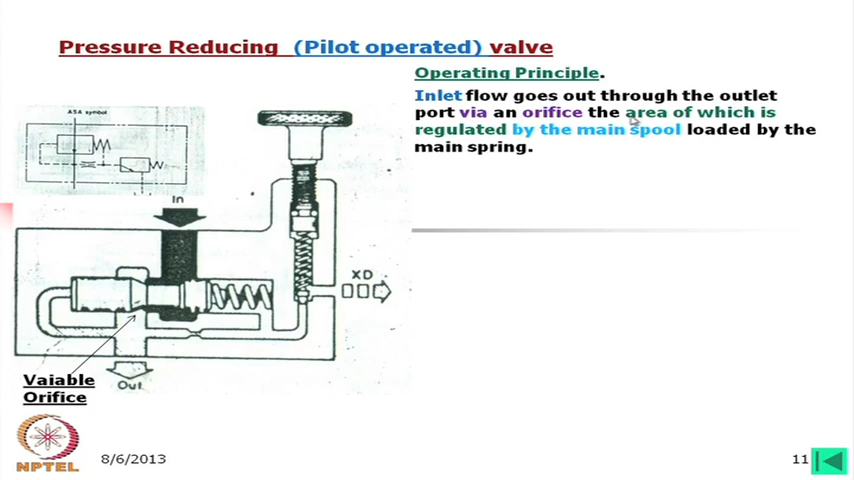 Pressure Reducing (Pilot operated) valve
Operating Principle.
Inlet flow goes out through the outlet
port via an orifice the area of which is
regulated by the main spool loaded by the
main spring.
ASA symbol
In
XD
Out
Vaiable
Orifice
NPTEL
8/6/2013
11